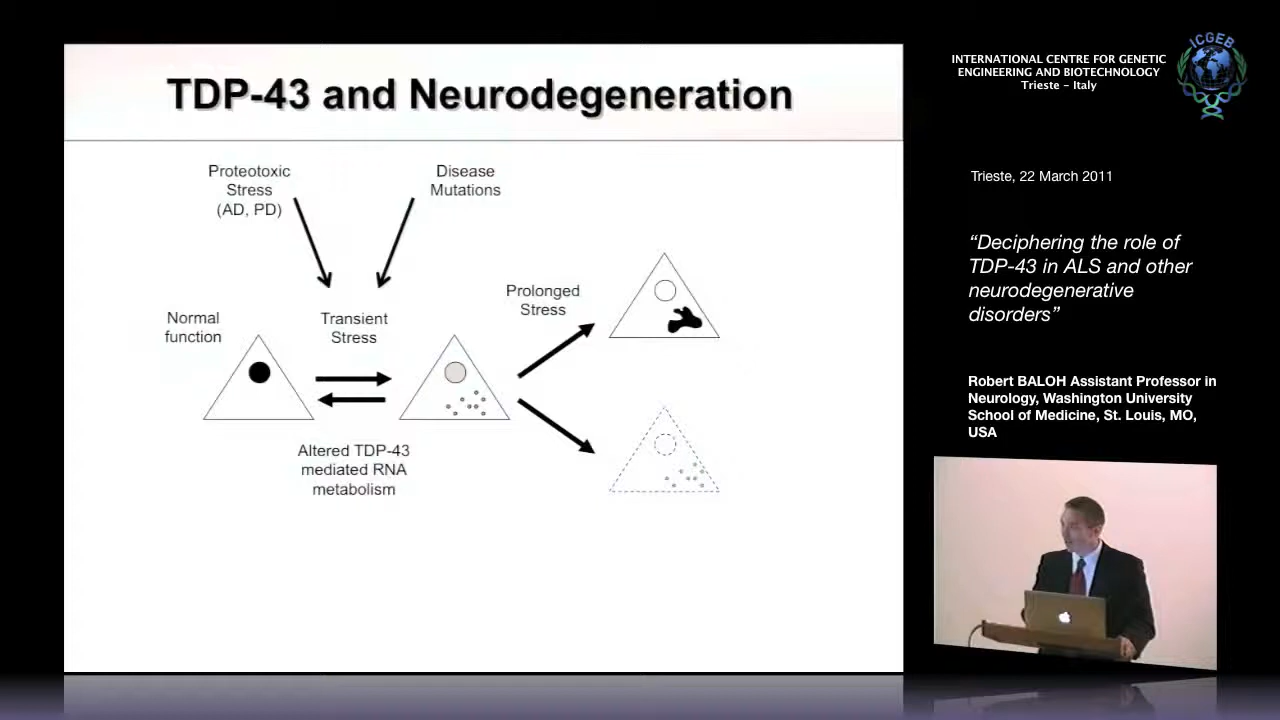 TDP-43 and Neurodegeneration
Proteotoxic
Stress
(AD, PD)
Disease
Mutations
Prolonged
Stress
Normal
function
Transient
Stress
Altered TDP-43
mediated RNA
metabolism
INTERNATIONAL CENTRE FOR GENETIC
ENGINEERING AND BIOTECHNOLOGY
Trieste - Italy
ICGEB
Trieste, 22 March 2011
“Deciphering the role of
TDP-43 in ALS and other
neurodegenerative
disorders”
Robert BALOH Assistant Professor in
Neurology, Washington University
School of Medicine, St. Louis, MO,
USA